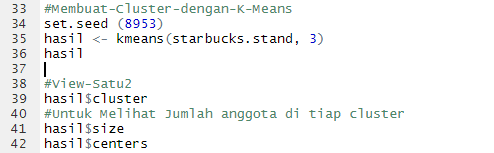 33 #Membuat-Cluster-dengan-K-Means
34 set.seed (8953)
35 hasil <- kmeans(starbucks.stand, 3)
36 hasil
37
38 #View-Satu2
39 hasil$cluster
40 #Untuk Melihat Jumlah anggota di tiap cluster
41 hasil$size
42 hasil$centers